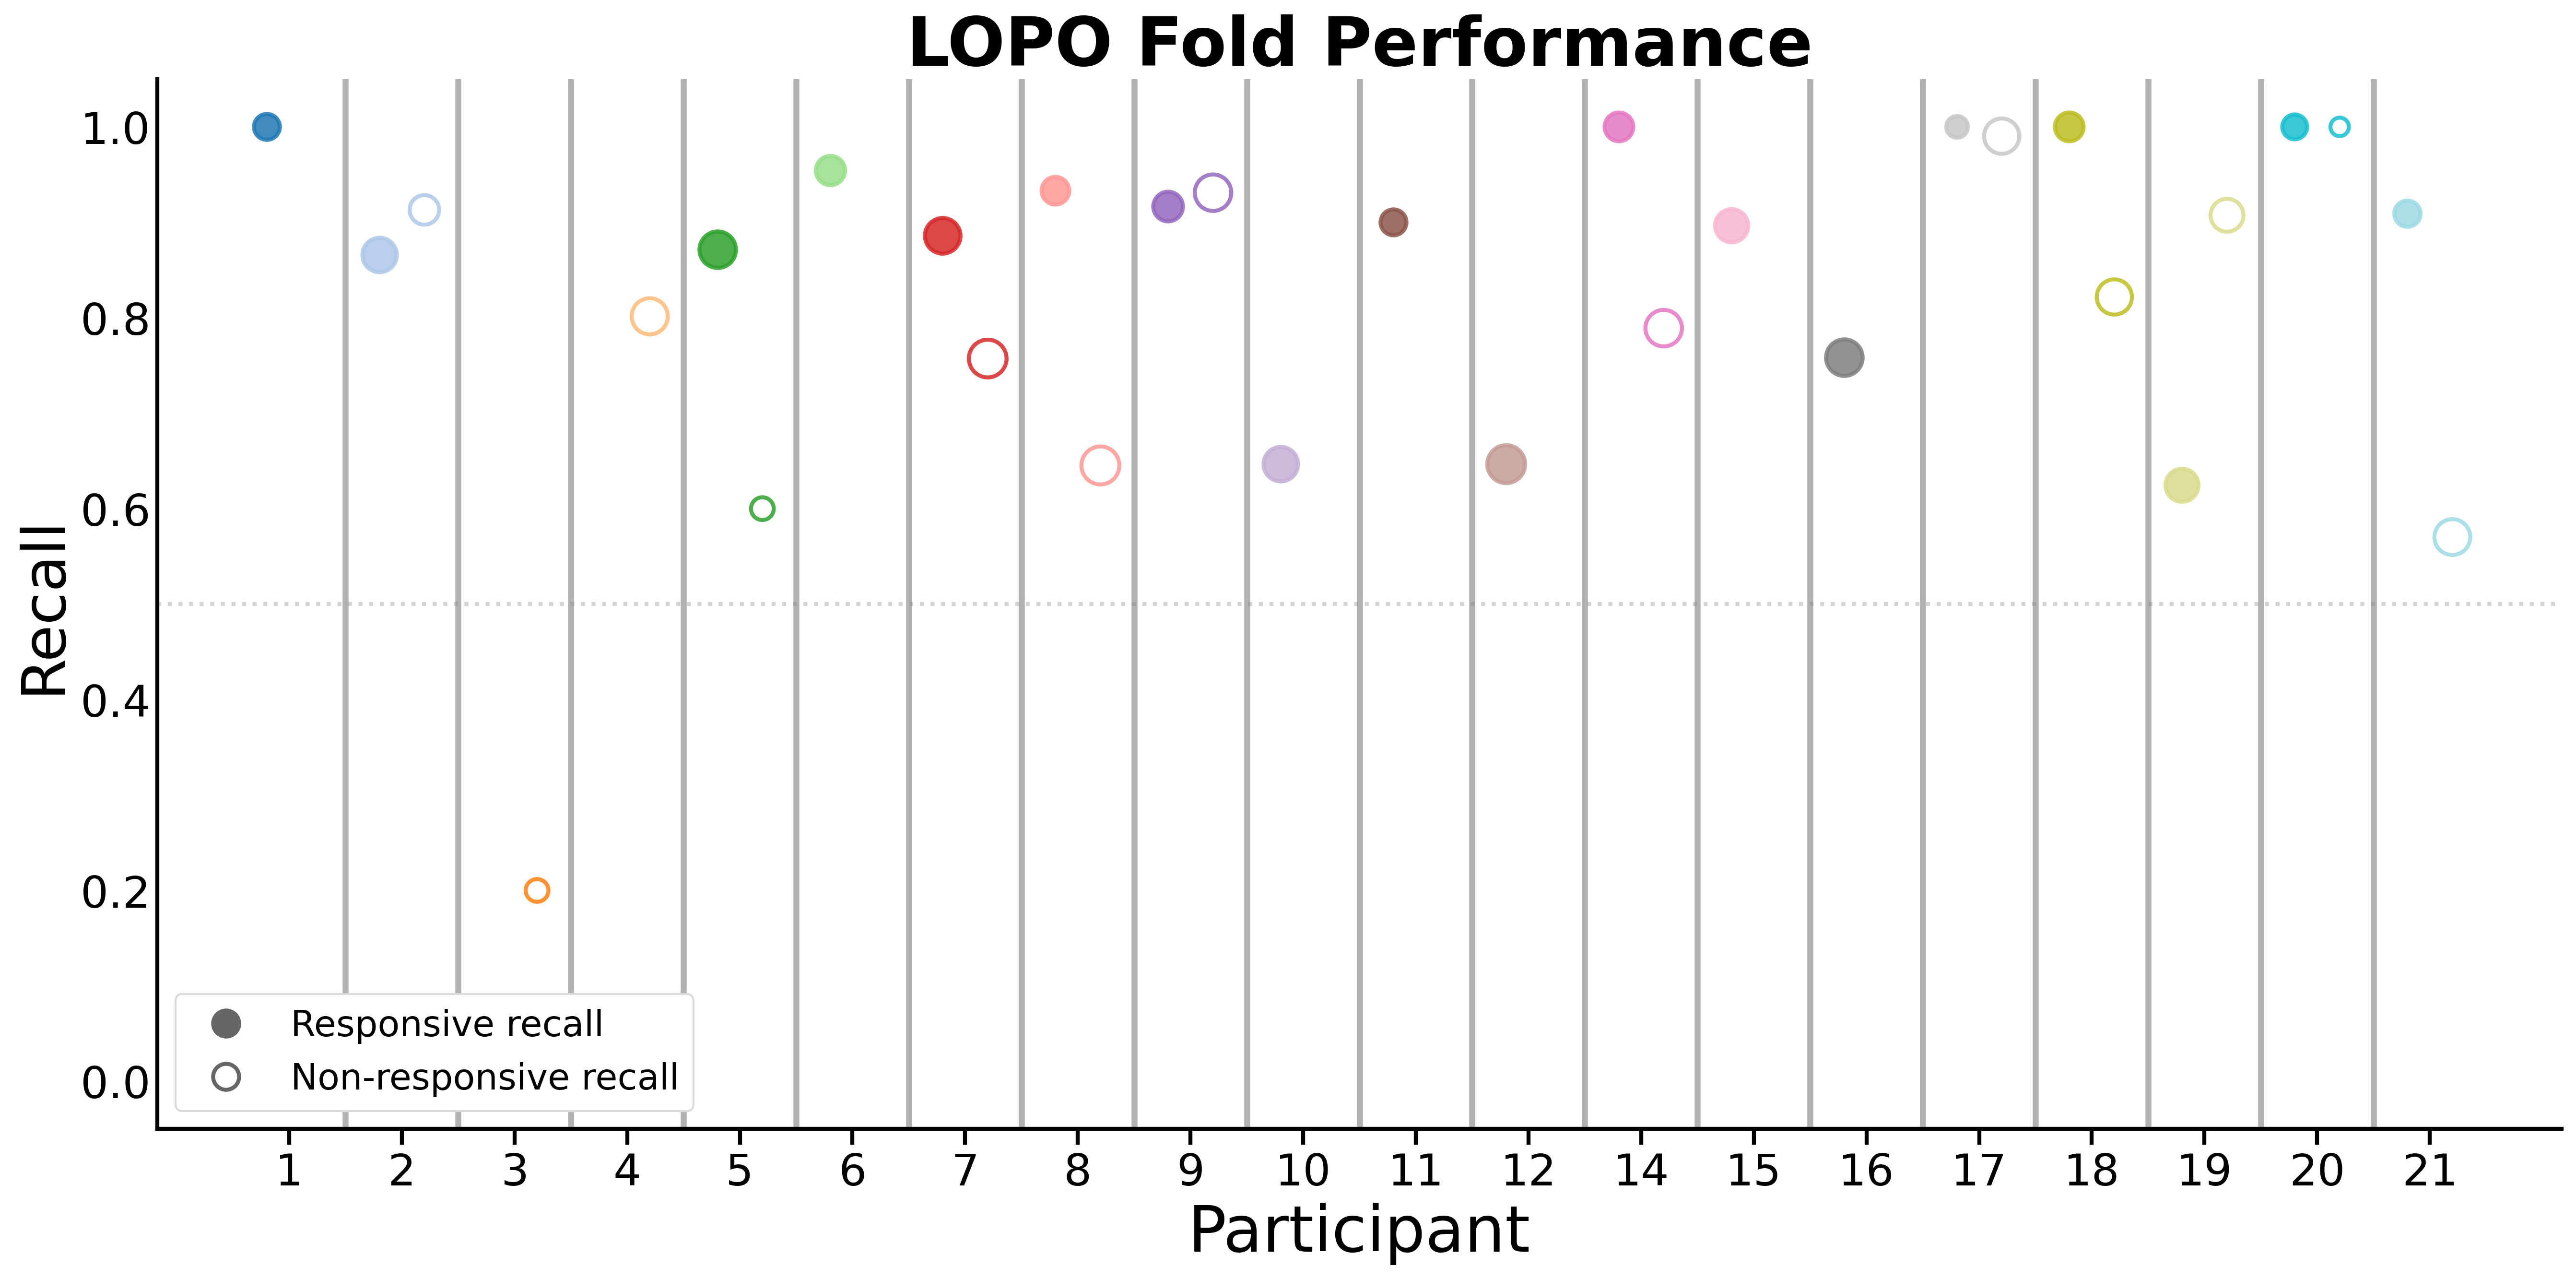 LOPO Fold Performance
Recall
1.0
0.8
0.6
0.4
0.2
0.0
Responsive recall
Non-responsive recall
1 2 3 4 5 6 7 8 9 10 11 12 14 15 16 17 18 19 20 21
Participant